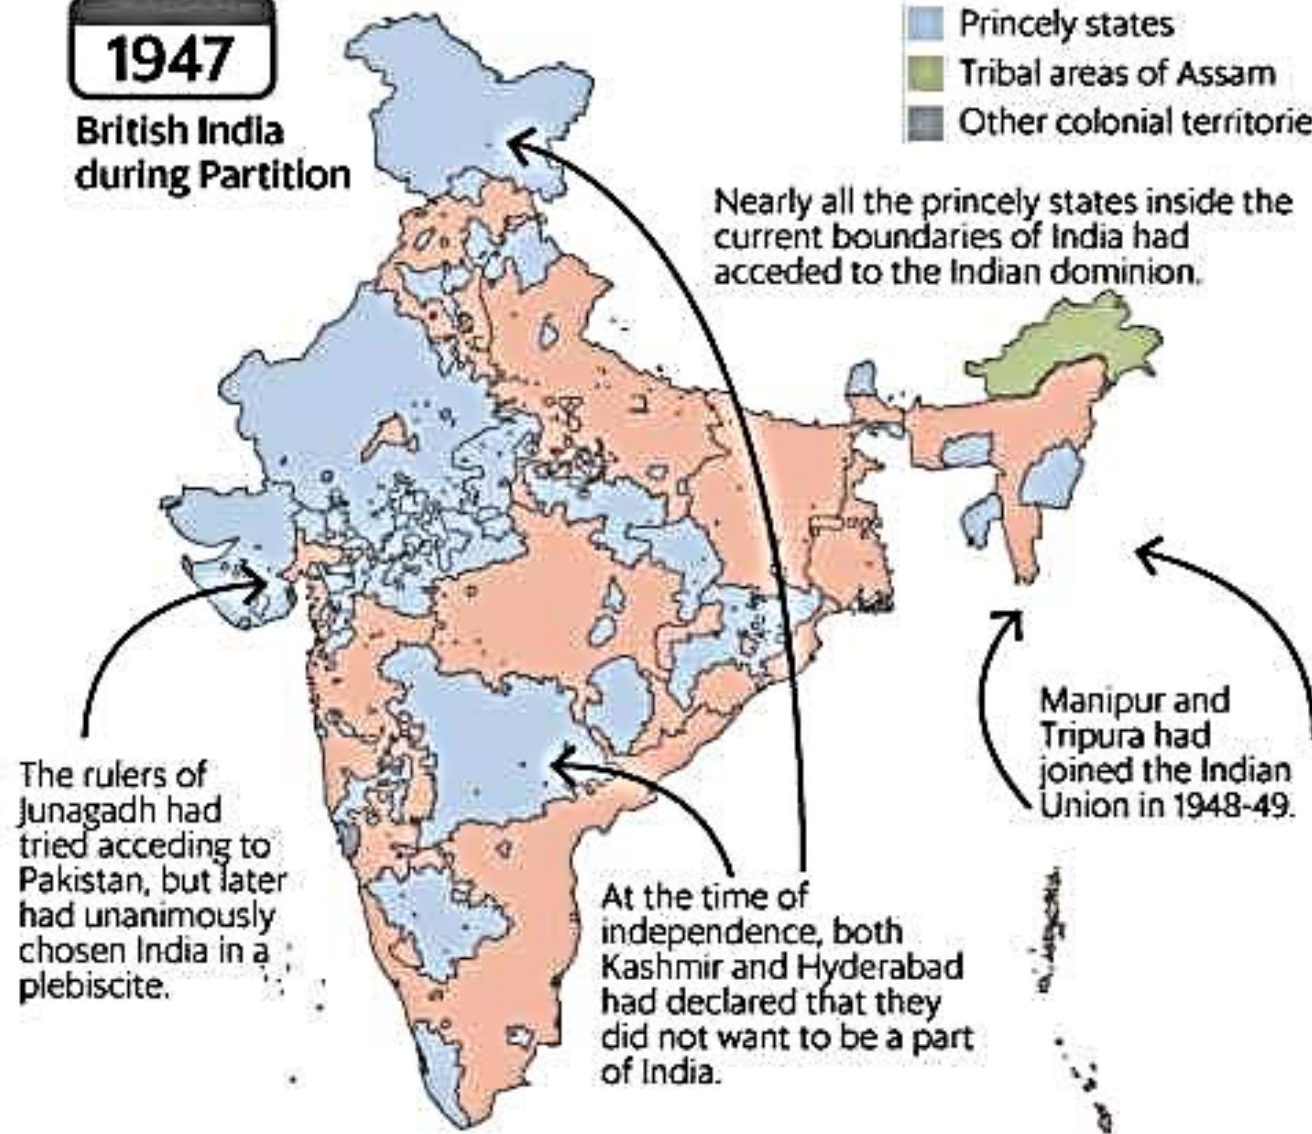 1947
British India
during Partition
Princely states
Tribal areas of Assam
Other colonial territorie
Nearly all the princely states inside the
current boundaries of India had
acceded to the Indian dominion.
The rulers of
Junagadh had
tried acceding to
Pakistan, but later
had unanimously
chosen India in a
plebiscite.
At the time of
independence, both
Kashmir and Hyderabad
had declared that they
did not want to be a part
of India.
Manipur and
Tripura had
joined the Indian
Union in 1948-49.